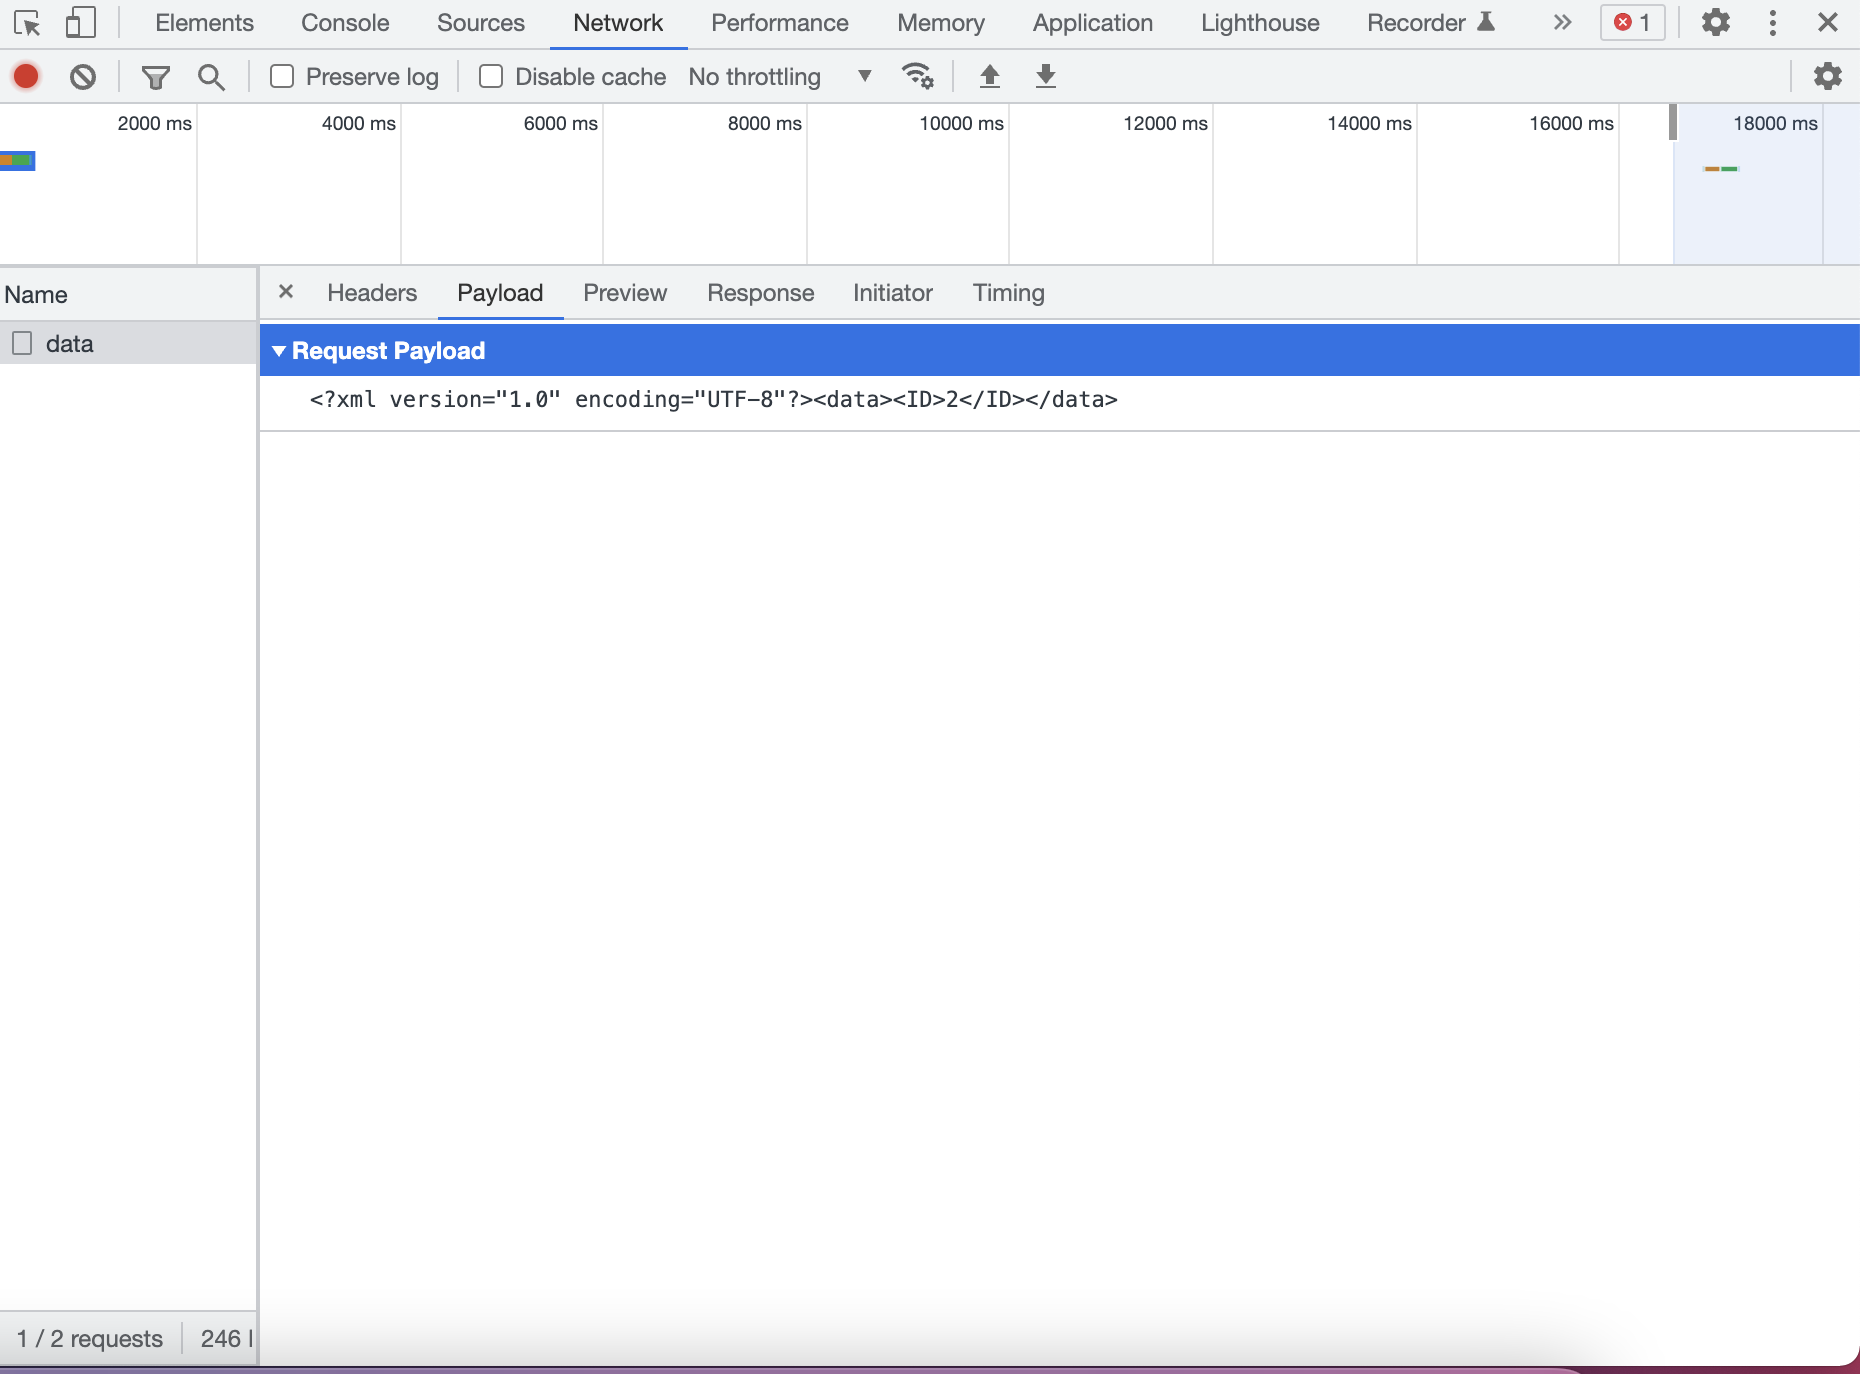 Elements Console Sources Network Performance Memory Application Lighthouse Recorder 1
Preserve log Disable cache No throttling
2000 ms 4000 ms 6000 ms 8000 ms 10000 ms 12000 ms 14000 ms 16000 ms 18000 ms
Name
Headers Payload Preview Response Initiator Timing
data
Request Payload
<?xml version="1.0" encoding="UTF-8"?><data><ID>2</ID></data>
1 / 2 requests 246